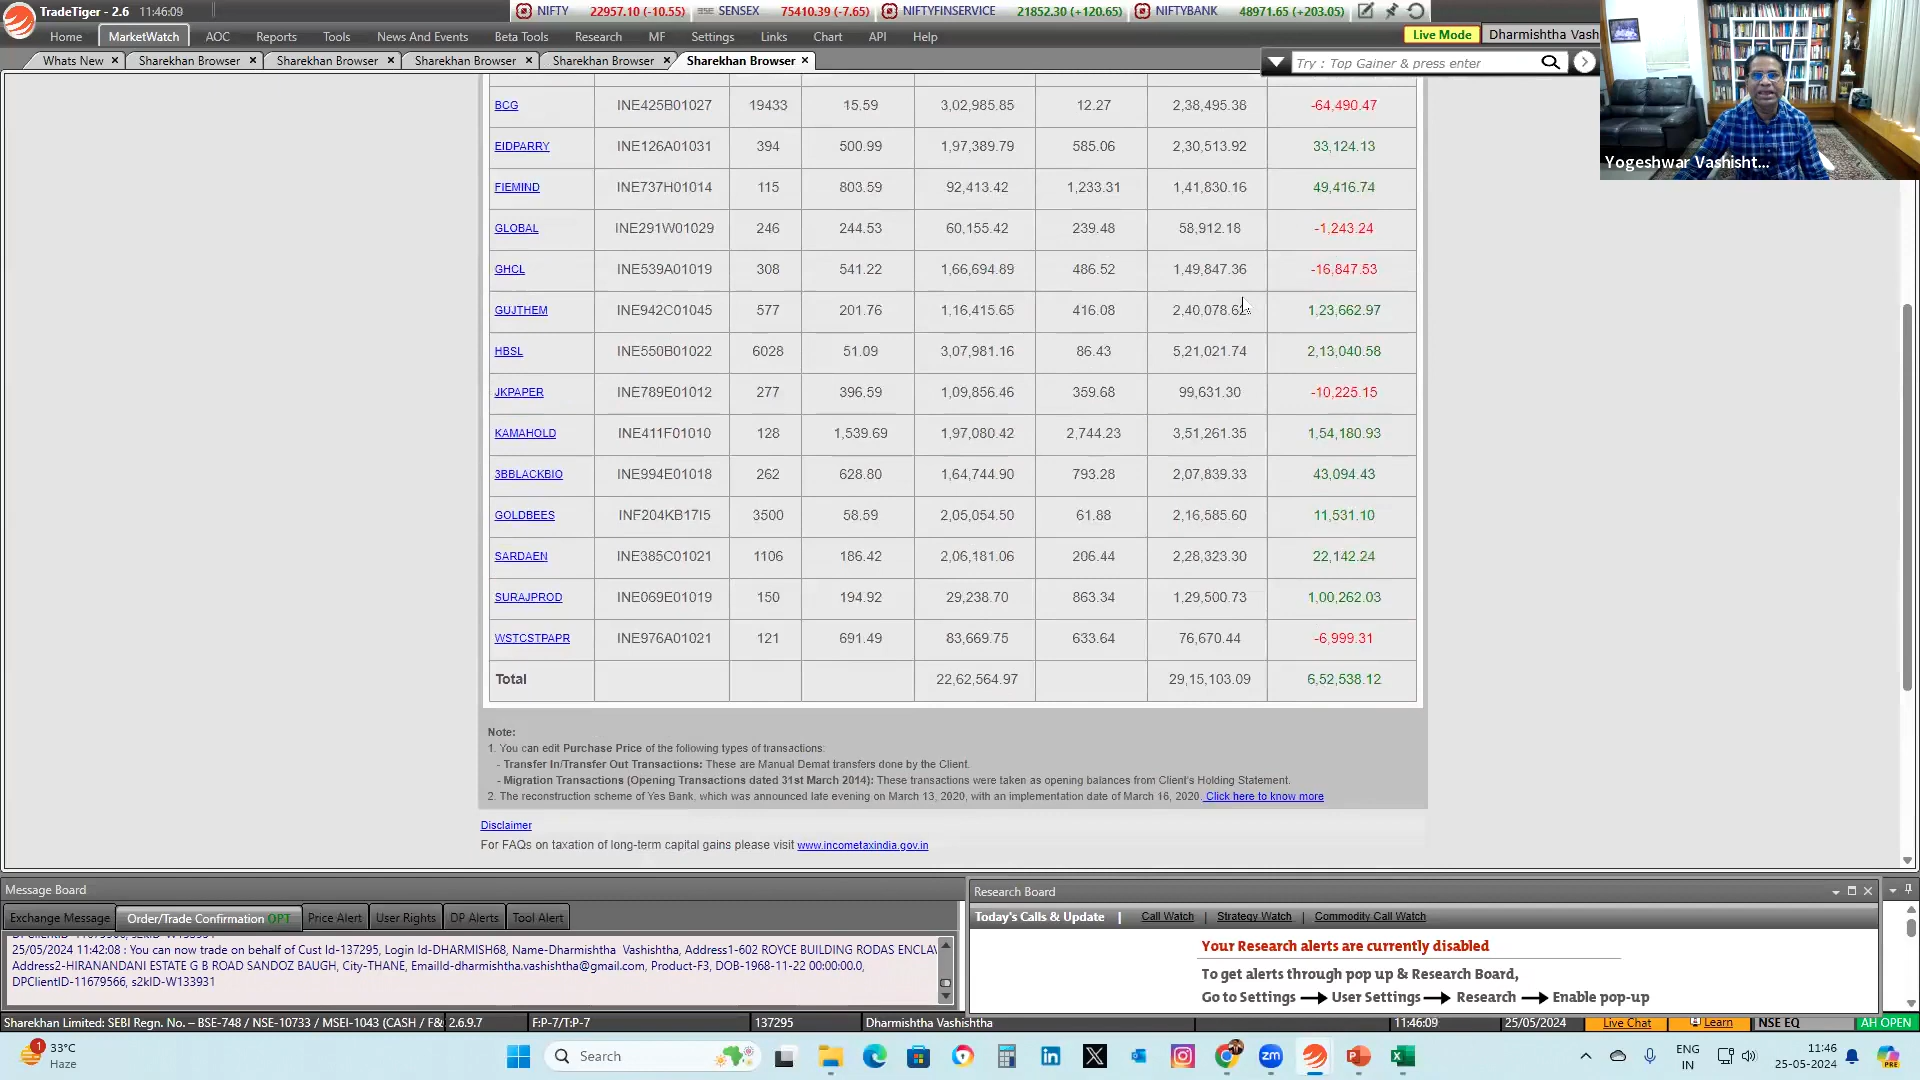 TradeTiger - 2.6 11:46:09
NIFTY 22957.10 (-10.55) SENSEX 75410.39 (-7.65) NIFTYFINSERVICE 21852.30 (+120.65) NIFTYBANK 48971.65 (+203.05)
Home MarketWatch AOC Reports Tools News And Events Beta Tools Research MF Settings Links Chart API Help
Live Mode Dharmishtha Vash
Whats New Sharekhan Browser Sharekhan Browser Sharekhan Browser Sharekhan Browser Sharekhan Browser
Try : Top Gainer & press enter
Yogeshwar Vashisht...
BCG INE425B01027 19433 15.59 3,02,985.85 12.27 2,38,495.38 -64,490.47
EIDPARRY INE126A01031 394 500.99 1,97,389.79 585.06 2,30,513.92 33,124.13
FIEMIND INE737H01014 115 803.59 92,413.42 1,233.31 1,41,830.16 49,416.74
GLOBAL INE291W01029 246 244.53 60,155.42 239.48 58,912.18 -1,243.24
GHCL INE539A01019 308 541.22 1,66,694.89 486.52 1,49,847.36 -16,847.53
GUJTHEM INE942C01045 577 201.76 1,16,415.65 416.08 2,40,078.62 1,23,662.97
HBSL INE550B01022 6028 51.09 3,07,981.16 86.43 5,21,021.74 2,13,040.58
JKPAPER INE789E01012 277 396.59 1,09,856.46 359.68 99,631.30 -10,225.15
KAMAHOLD INE411F01010 128 1,539.69 1,97,080.42 2,744.23 3,51,261.35 1,54,180.93
3BBLACKBIO INE994E01018 262 628.80 1,64,744.90 793.28 2,07,839.33 43,094.43
GOLDBEES INF204KB17I5 3500 58.59 2,05,054.50 61.88 2,16,585.60 11,531.10
SARDAEN INE385C01021 1106 186.42 2,06,181.06 206.44 2,28,323.30 22,142.24
SURAJPROD INE069E01019 150 194.92 29,238.70 863.34 1,29,500.73 1,00,262.03
WSTCSTPAPR INE976A01021 121 691.49 83,669.75 633.64 76,670.44 -6,999.31
Total 22,62,564.97 29,15,103.09 6,52,538.12
Note:
1. You can edit Purchase Price of the following types of transactions:
- Transfer In/Transfer Out Transactions: These are Manual Demat transfers done by the Client.
- Migration Transactions (Opening Transactions dated 31st March 2014): These transactions were taken as opening balances from Client's Holding Statement.
2. The reconstruction scheme of Yes Bank, which was announced late evening on March 13, 2020, with an implementation date of March 16, 2020. Click here to know more
Disclaimer
For FAQs on taxation of long-term capital gains please visit www.incometaxindia.gov.in
Message Board
Exchange Message Order/Trade Confirmation OPT Price Alert User Rights DP Alerts Tool Alert
25/05/2024 11:42:08 : You can now trade on behalf of Cust Id-137295, Login Id-DHARMISH68, Name-Dharmishtha Vashishtha, Address1-602 ROYCE BUILDING RODAS ENCLAV
Address2-HIRANANDANI ESTATE G B ROAD SANDOZ BAUGH, City-THANE, EmailId-dharmishtha.vashishtha@gmail.com, Product-F3, DOB-1968-11-22 00:00:00.0,
DPClientID-11679566, s2kID-W133931
Research Board
Today's Calls & Update | Call Watch | Strategy Watch | Commodity Call Watch
Your Research alerts are currently disabled
To get alerts through pop up & Research Board,
Go to Settings User Settings Research Enable pop-up
Sharekhan Limited: SEBI Regn. No. – BSE-748 / NSE-10733 / MSEI-1043 (CASH / F& 2.6.9.7 F:P-7/T:P-7 137295 Dharmishtha Vashishtha 11:46:09 25/05/2024 Live Chat Learn NSE EQ AH OPEN
1 33°C
Haze
Search
zm
ENG
IN
11:46
25-05-2024
PRE